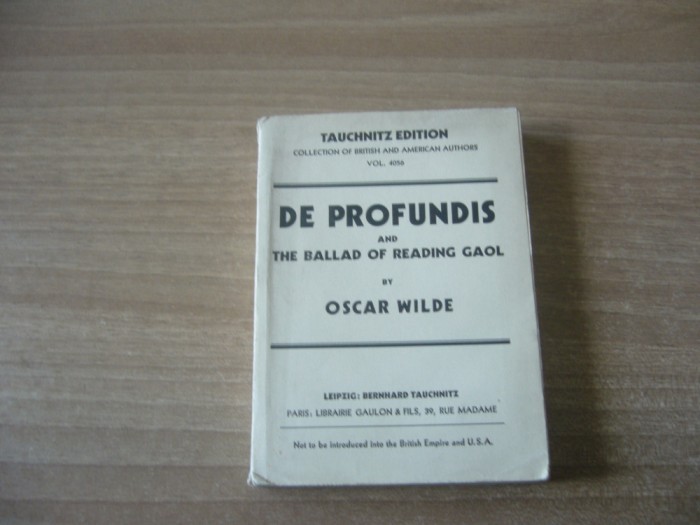 TAUCHNITZ EDITION
COLLECTION OF BRITISH AND AMERICAN AUTHORS
VOL. 4056
DE PROFUNDIS
AND
THE BALLAD OF READING GAOL
BY
OSCAR WILDE
LEIPZIG: BERNHARD TAUCHNITZ
PARIS: LIBRAIRIE GAULON & FILS, 39, RUE MADAME
Not to be introduced into the British Empire and U.S.A.